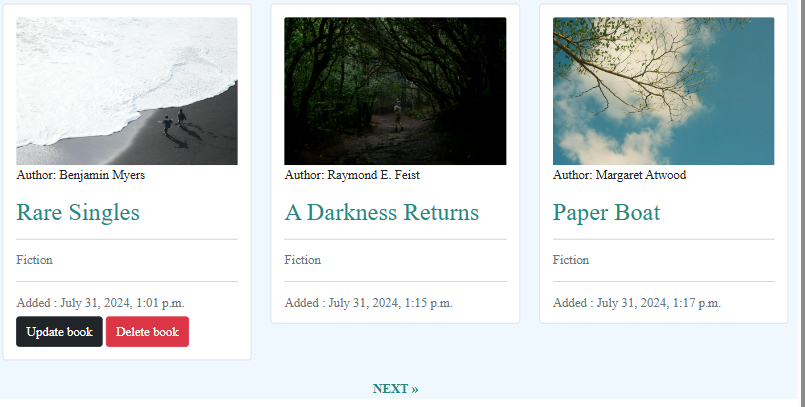 Author: Benjamin Myers
Rare Singles
Fiction
Added : July 31, 2024, 1:01 p.m.
Update book
Delete book
Author: Raymond E. Feist
A Darkness Returns
Fiction
Added : July 31, 2024, 1:15 p.m.
Author: Margaret Atwood
Paper Boat
Fiction
Added : July 31, 2024, 1:17 p.m.
NEXT »